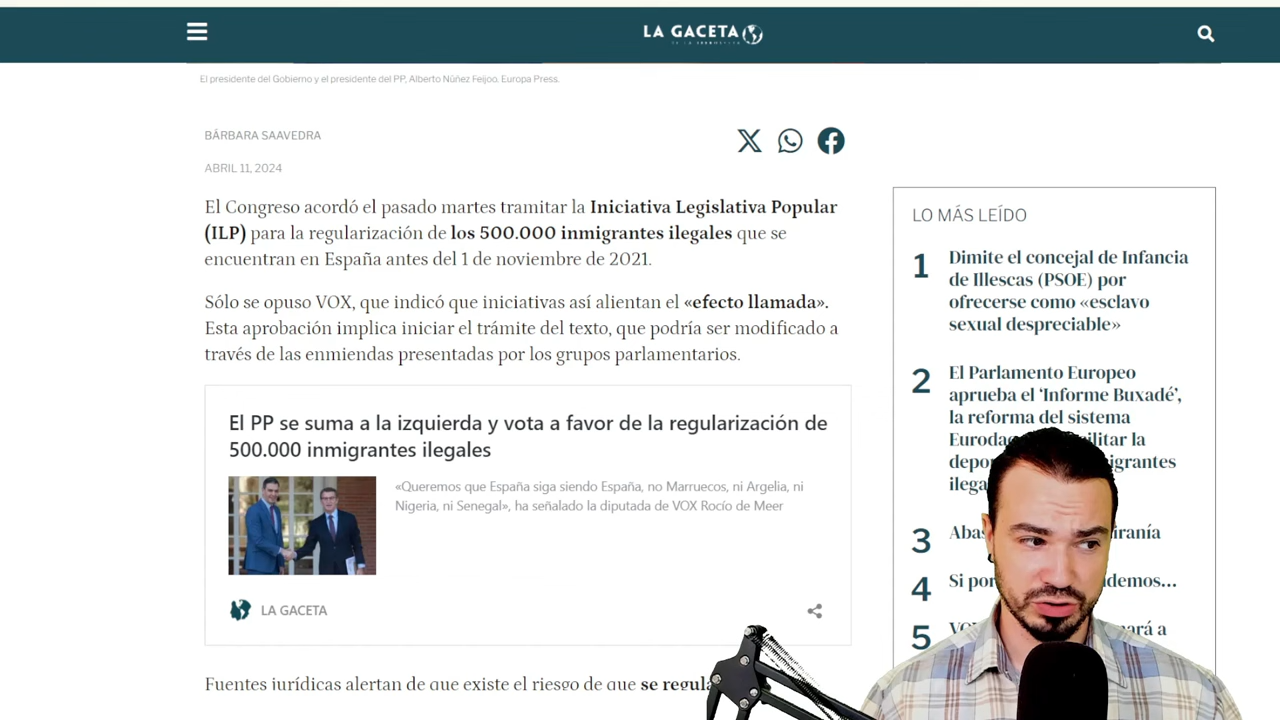 LA GACETA
El presidente del Gobierno y el presidente del PP, Alberto Núñez Feijoo. Europa Press.
BÁRBARA SAAVEDRA
ABRIL 11, 2024
El Congreso acordó el pasado martes tramitar la Iniciativa Legislativa Popular
(ILP) para la regularización de los 500.000 inmigrantes ilegales que se
encuentran en España antes del 1 de noviembre de 2021.
Sólo se opuso VOX, que indicó que iniciativas así alientan el «efecto llamada».
Esta aprobación implica iniciar el trámite del texto, que podría ser modificado a
través de las enmiendas presentadas por los grupos parlamentarios.
El PP se suma a la izquierda y vota a favor de la regularización de
500.000 inmigrantes ilegales
«Queremos que España siga siendo España, no Marruecos, ni Argelia, ni
Nigeria, ni Senegal», ha señalado la diputada de VOX Rocío de Meer
LA GACETA
Fuentes jurídicas alertan de que existe el riesgo de que se
LO MÁS LEÍDO
1 Dimite el concejal de Infancia
de Illescas (PSOE) por
ofrecerse como «esclavo
sexual despreciable»
2 El Parlamento Europeo
aprueba el 'Informe Buxadé',
la reforma del sistema
la
3
4 Si
5 a